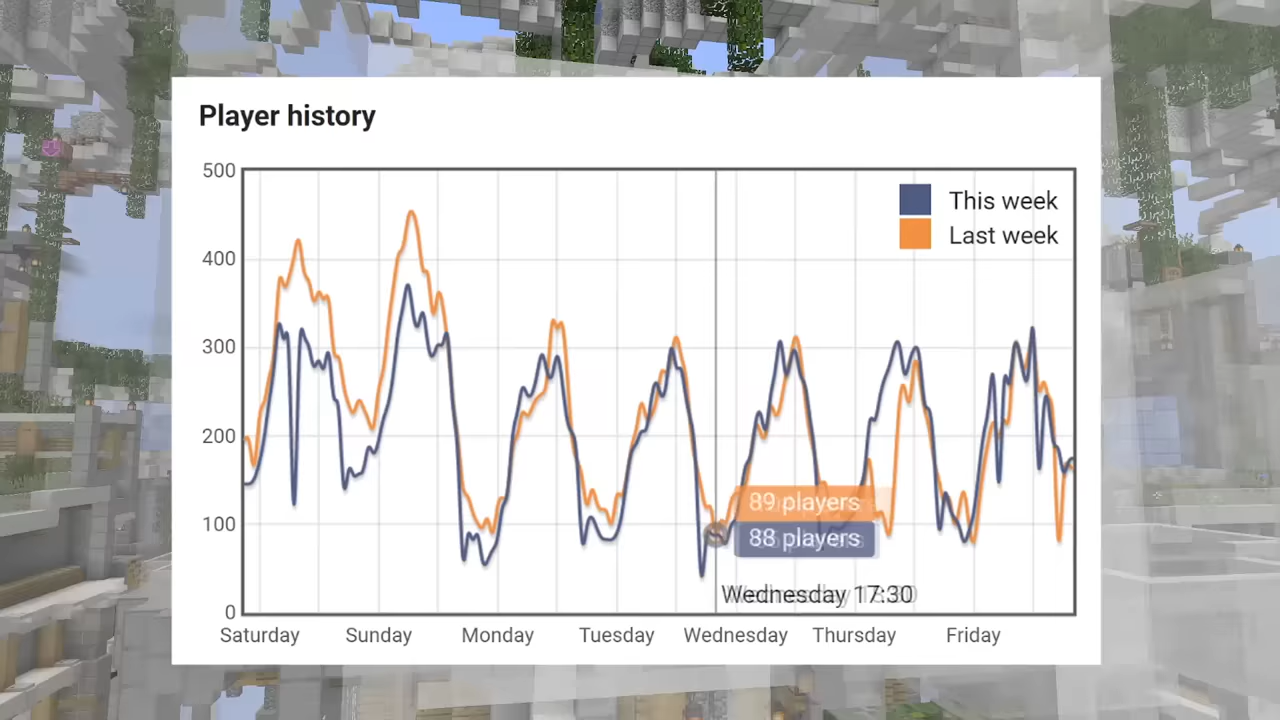 Player history
500
400
300
200
100
0
This week
Last week
89 players
88 players
Wednesday 17:30
Saturday Sunday Monday Tuesday Wednesday Thursday Friday